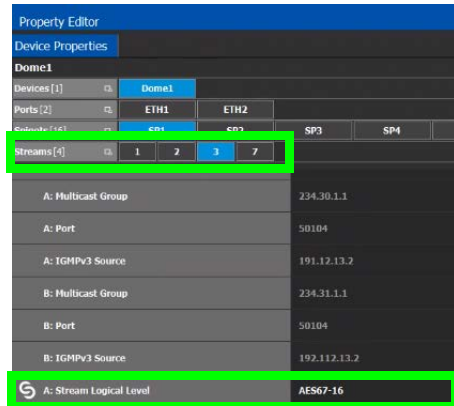 Property Editor
Device Properties
Dome1
Devices [1] Dome1
Ports [2] ETH1 ETH2
Spigots [16] SP1 SP2 SP3 SP4
Streams [4] 1 2 3 7
A: Multicast Group 234.30.1.1
A: Port 50104
A: IGMPv3 Source 191.12.13.2
B: Multicast Group 234.31.1.1
B: Port 50104
B: IGMPv3 Source 192.112.13.2
A: Stream Logical Level AES67-16